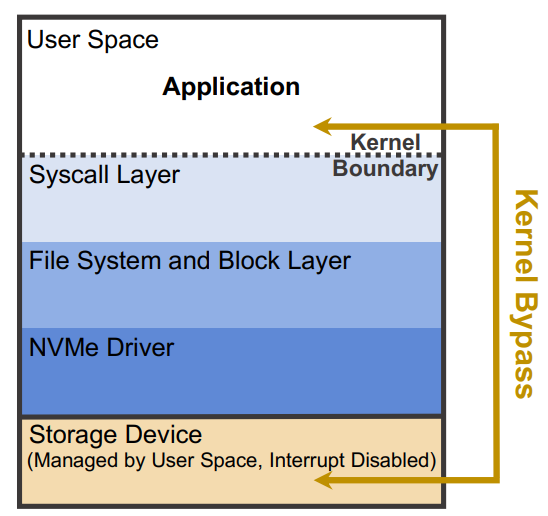 User Space
Application
Kernel
Boundary
Syscall Layer
File System and Block Layer
NVMe Driver
Storage Device
(Managed by User Space, Interrupt Disabled)
Kernel Bypass